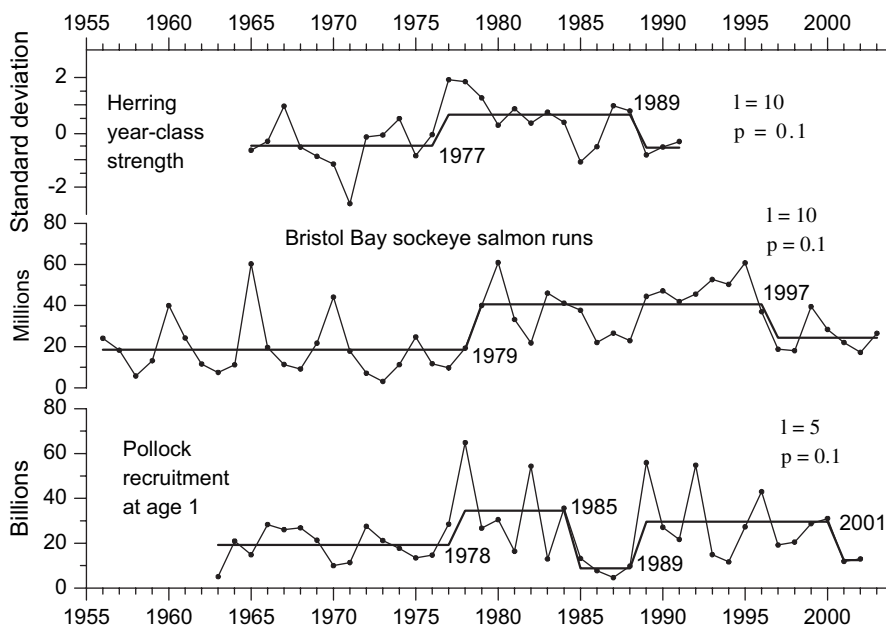 1955 1960 1965 1970 1975 1980 1985 1990 1995 2000
Standard deviation
2
0
-2
Herring
year-class
strength
1977
1989
l = 10
p = 0.1
Millions
80
60
40
20
0
Bristol Bay sockeye salmon runs
1979
1997
l = 10
p = 0.1
Billions
80
60
40
20
0
Pollock
recruitment
at age 1
1978
1985
1989
2001
l = 5
p = 0.1
1955 1960 1965 1970 1975 1980 1985 1990 1995 2000